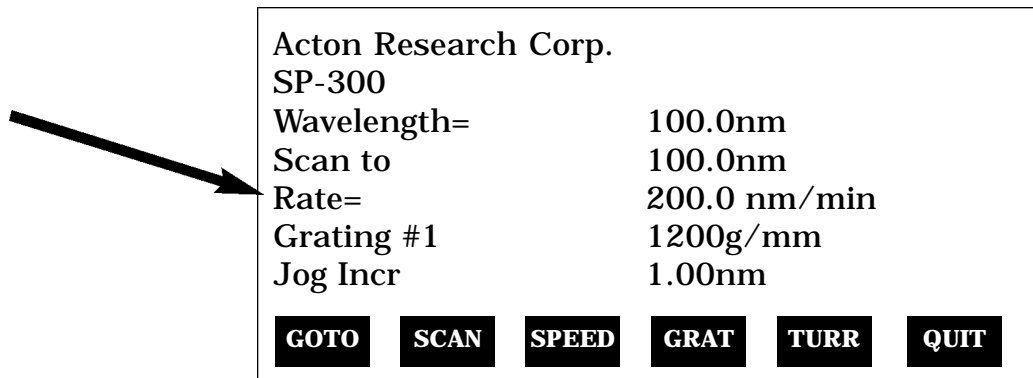 Acton Research Corp.
SP-300
Wavelength= 100.0nm
Scan to 100.0nm
Rate= 200.0 nm/min
Grating #1 1200g/mm
Jog Incr 1.00nm
GOTO SCAN SPEED GRAT TURR QUIT